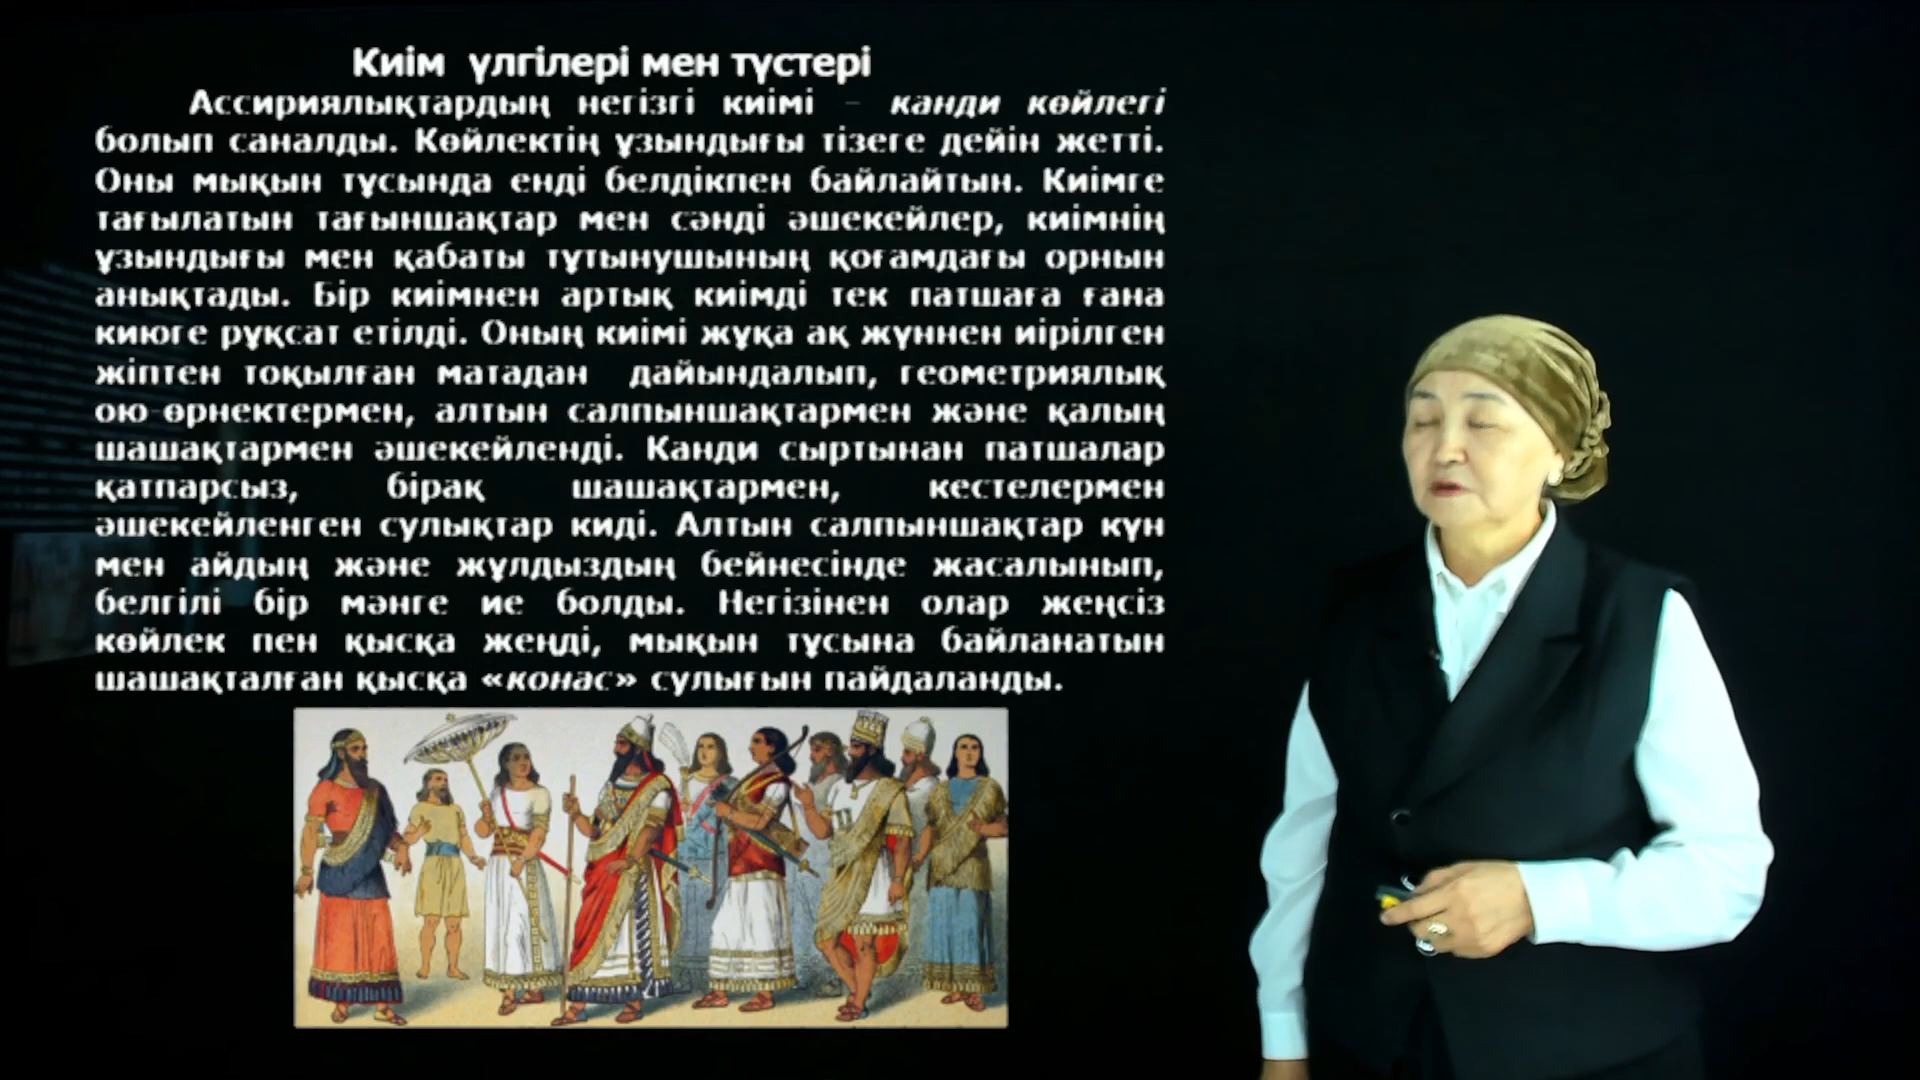 Киім үлгілері мен түстері
Ассириялықтардың негізгі киімі – канди көйлегі
болып саналды. Көйлектің ұзындығы тізеге дейін жетті.
Оны мықын тұсында енді белдікпен байлайтын. Киімге
тағылатын тағыншақтар мен сәнді әшекейлер, киімнің
ұзындығы мен қабаты тұтынушының қоғамдағы орнын
анықтады. Бір киімнен артық киімді тек патшаға ғана
киюге рұқсат етілді. Оның киімі жұқа ақ жүннен иірілген
жіптен тоқылған матадан дайындалып, геометриялық
ою-өрнектермен, алтын салпыншақтармен және қалың
шашақтармен әшекейленді. Канди сыртынан патшалар
қатпарсыз, бірақ шашақтармен, кестелермен
әшекейленген сулықтар киді. Алтын салпыншақтар күн
мен айдың және жұлдыздың бейнесінде жасалынып,
белгілі бір мәнге ие болды. Негізінен олар жеңсіз
көйлек пен қысқа жеңді, мықын тұсына байланатын
шашақталған қысқа «конас» сулығын пайдаланды.